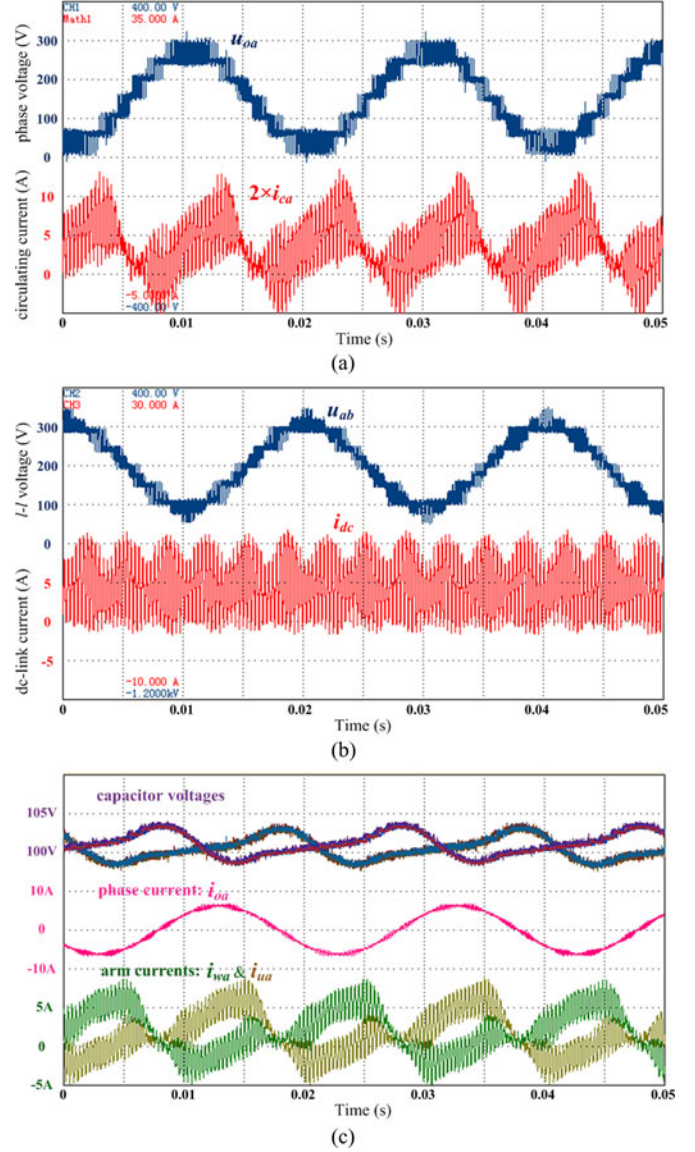 CH1 400.00 V
Math1 35.000 A
u_oa
phase voltage (V)
300
200
100
0
2×i_ca
circulating current (A)
10
5
0
-400.00 V
0 0.01 0.02 0.03 0.04 0.05
Time (s)
(a)
CH2 400.00 V
CH3 30.000 A
u_ab
l-l voltage (V)
300
200
100
0
i_dc
dc-link current (A)
5
0
-5
-10.000 A
-1.2000kV
0 0.01 0.02 0.03 0.04 0.05
Time (s)
(b)
capacitor voltages
105V
100V
10A
phase current: i_oa
0
-10A
arm currents: i_wa & i_ua
5A
0
-5A
0 0.01 0.02 0.03 0.04 0.05
Time (s)
(c)